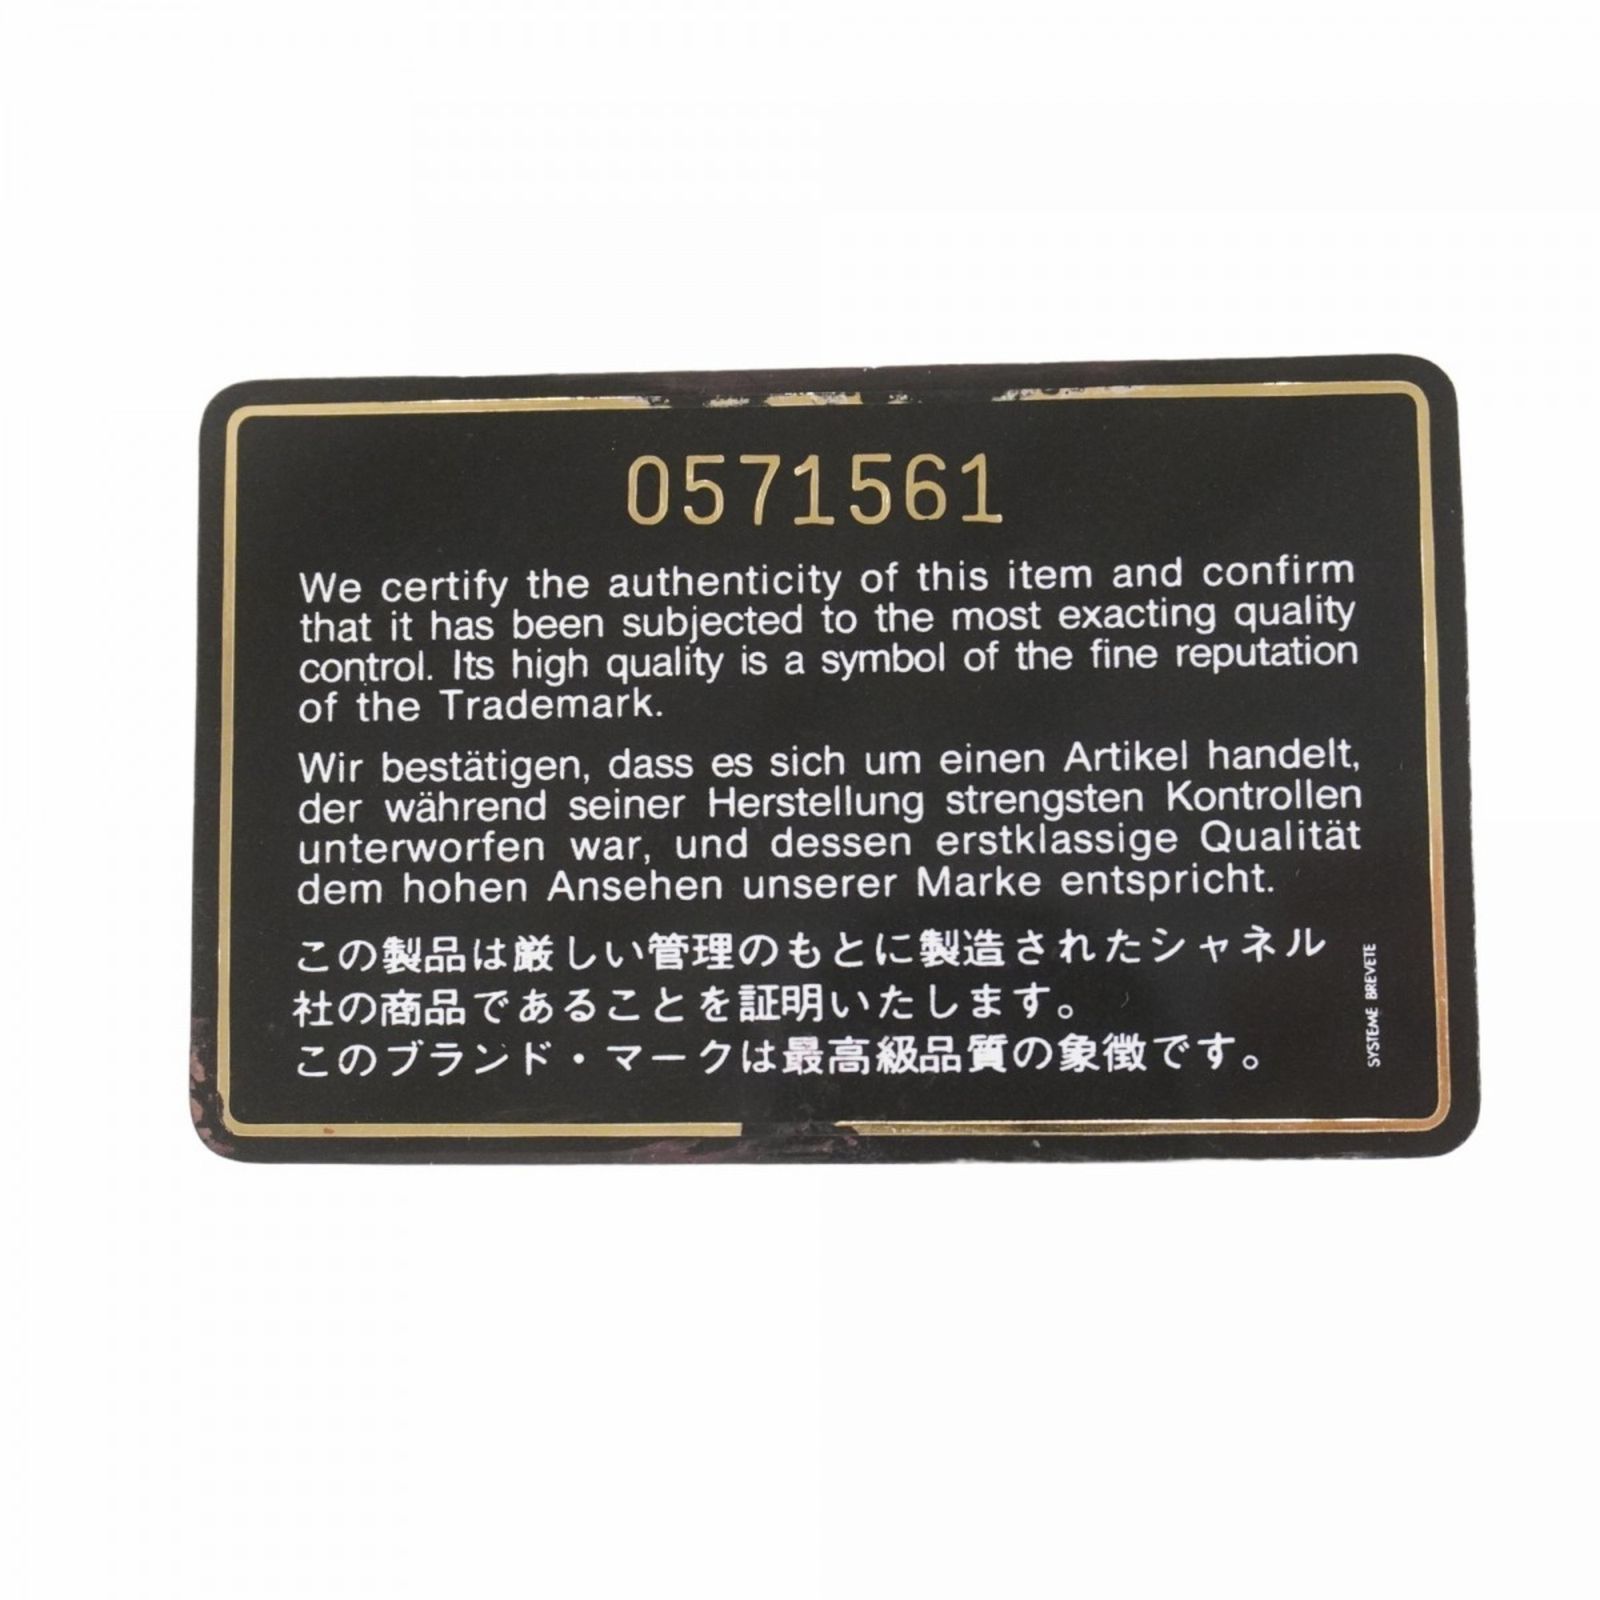 0571561
We certify the authenticity of this item and confirm
that it has been subjected to the most exacting quality
control. Its high quality is a symbol of the fine reputation
of the Trademark.
Wir bestätigen, dass es sich um einen Artikel handelt,
der während seiner Herstellung strengsten Kontrollen
unterworfen war, und dessen erstklassige Qualität
dem hohen Ansehen unserer Marke entspricht.
この製品は厳しい管理のもとに製造されたシャネル
社の商品であることを証明いたします。
このブランド・マークは最高級品質の象徴です。
SYSTEME BREVETE